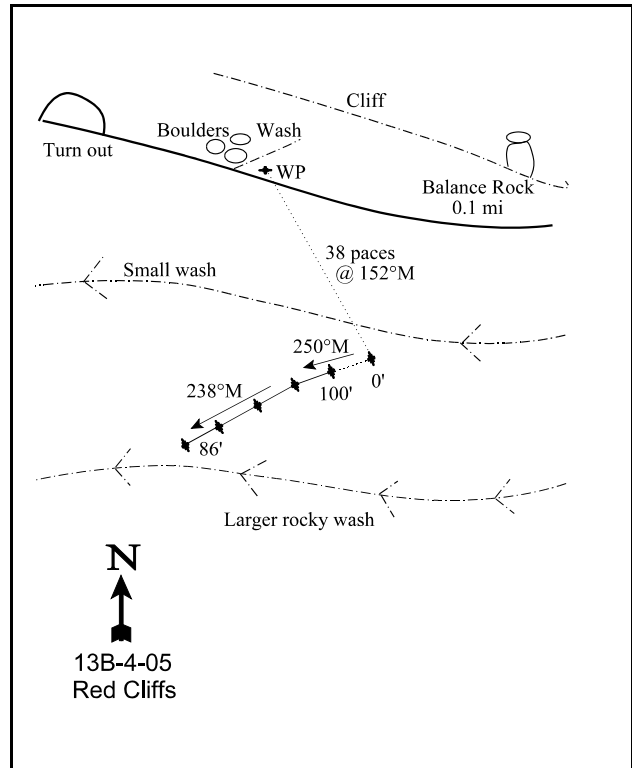 Cliff
Boulders Wash
Turn out
WP
Balance Rock
0.1 mi
38 paces
@ 152°M
Small wash
250°M
0'
100'
238°M
86'
Larger rocky wash
N
13B-4-05
Red Cliffs